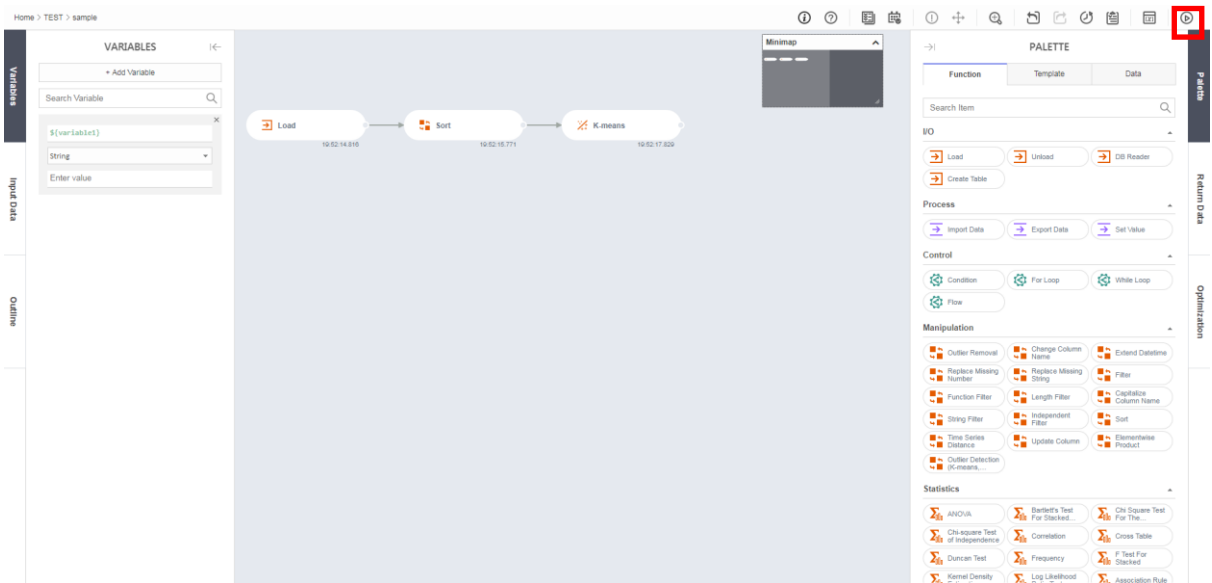 Home > TEST > sample
Variables
Input Data
Outline
VARIABLES
+ Add Variable
Search Variable
${variable1}
String
Enter value
Load
19:52:14.816
Sort
19:52:15.771
K-means
19:52:17.829
Minimap
PALETTE
Function
Template
Data
Search Item
I/O
Load
Unload
DB Reader
Create Table
Process
Import Data
Export Data
Set Value
Control
Condition
For Loop
While Loop
Flow
Manipulation
Outlier Removal
Change Column
Name
Extend Datetime
Replace Missing
Number
Replace Missing
String
Filter
Function Filter
Length Filter
Capitalize
Column Name
String Filter
Independent
Filter
Sort
Time Series
Distance
Update Column
Elementwise
Product
Outlier Detection
(K-means,...
Statistics
ANOVA
Bartlett's Test
For Stacked...
Chi Square Test
For The...
Chi-square Test
of Independence
Correlation
Cross Table
Duncan Test
Frequency
F Test For
Stacked
Kernel Density
Log Likelihood
Association Rule
Palette
Return Data
Optimization